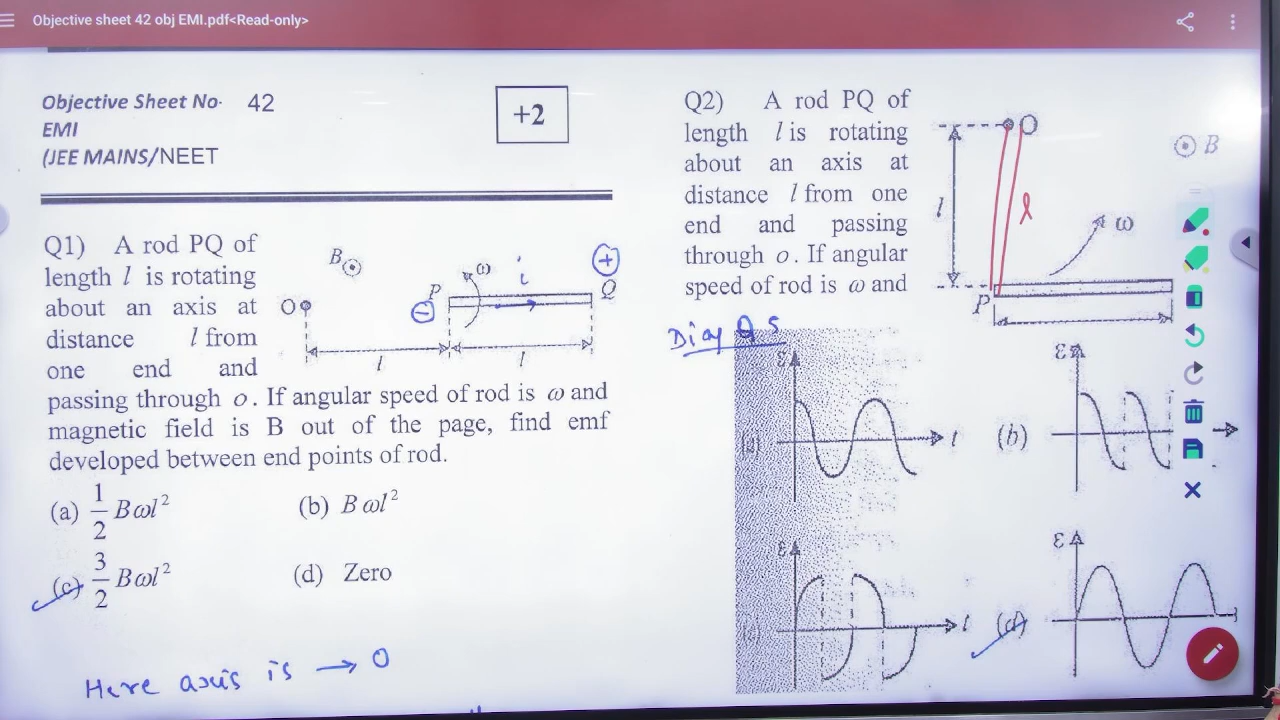 Objective sheet 42 obj EMI.pdf<Read-only>
Objective Sheet No- 42
EMI
(JEE MAINS/NEET
+2
Q1) A rod PQ of
length l is rotating
about an axis at
distance l from
one end and
passing through o. If angular speed of rod is ω and
magnetic field is B out of the page, find emf
developed between end points of rod.
B
O
P
ω
i
+
Q
−
l
l
(a) 1/2 Bωl²
(b) Bωl²
(c) 3/2 Bωl²
(d) Zero
Here axis is → O
Q2) A rod PQ of
length l is rotating
about an axis at
distance l from one
end and passing
through o. If angular
speed of rod is ω and
O
B
l
l
ω
P
Diag Q 5
ε
t
(b)
ε
ε
t
(d)
ε